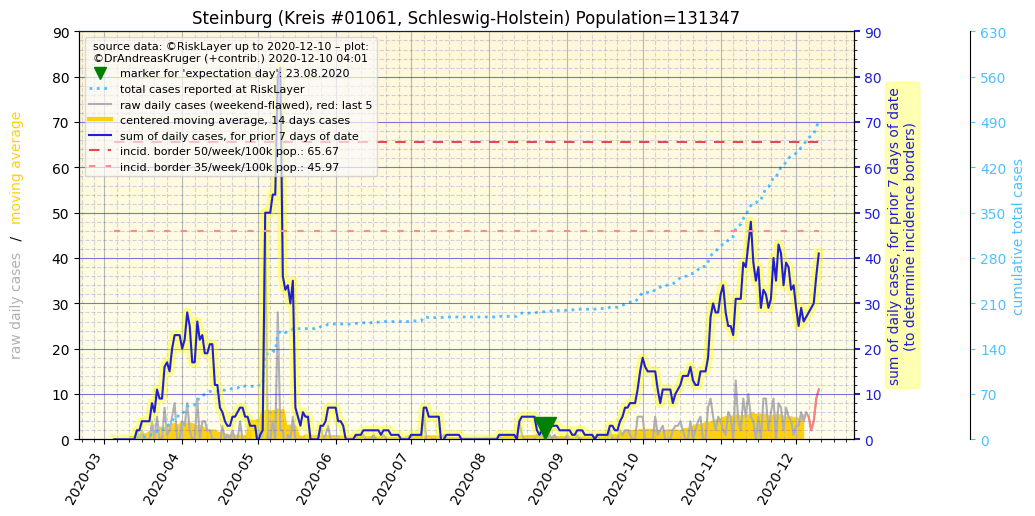 Steinburg (Kreis #01061, Schleswig-Holstein) Population=131347
source data: ©RiskLayer up to 2020-12-10 – plot:
©DrAndreasKruger (+contrib.) 2020-12-10 04:01
marker for 'expectation day': 23.08.2020
total cases reported at RiskLayer
raw daily cases (weekend-flawed), red: last 5
centered moving average, 14 days cases
sum of daily cases, for prior 7 days of date
incid. border 50/week/100k pop.: 65.67
incid. border 35/week/100k pop.: 45.97
raw daily cases / moving average
90
80
70
60
50
40
30
20
10
0
2020-03
2020-04
2020-05
2020-06
2020-07
2020-08
2020-09
2020-10
2020-11
2020-12
90
80
70
60
50
40
30
20
10
0
sum of daily cases, for prior 7 days of date
(to determine incidence borders)
630
560
490
420
350
280
210
140
70
0
cumulative total cases